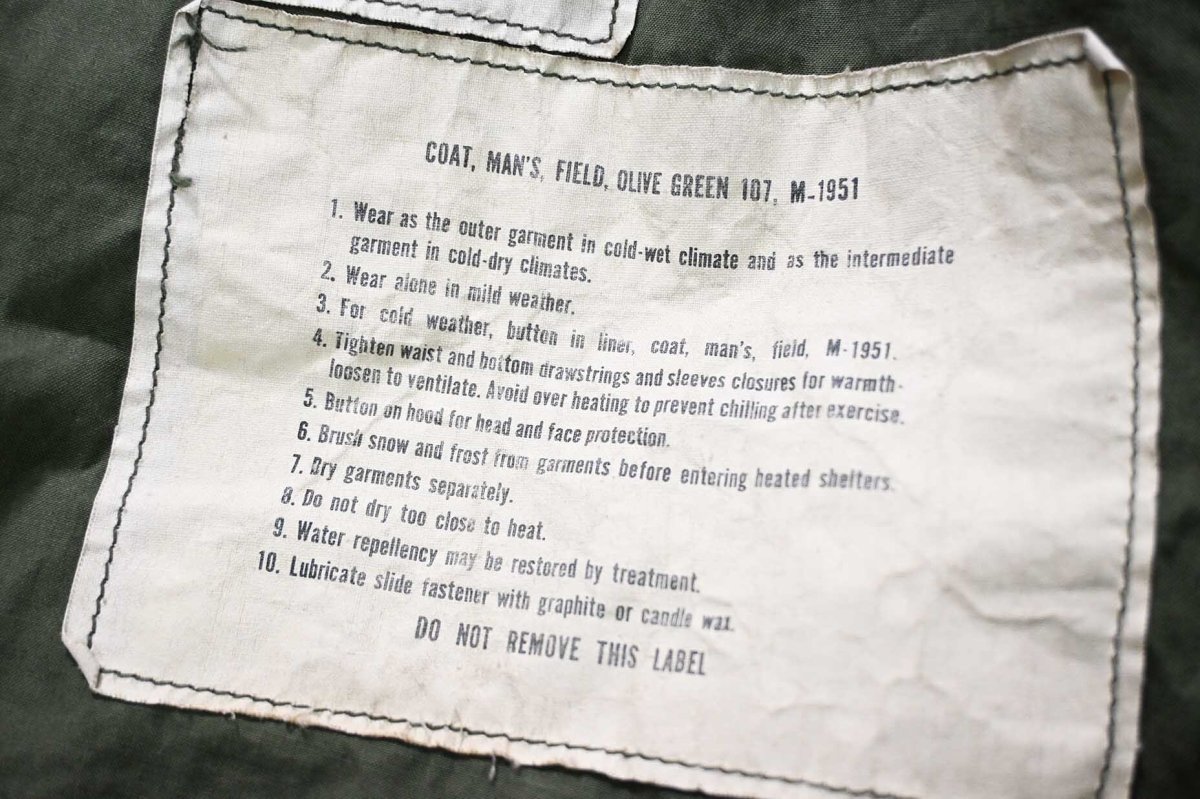 COAT, MAN'S, FIELD, OLIVE GREEN 107, M-1951
1. Wear as the outer garment in cold-wet climate and as the intermediate
garment in cold-dry climates.
2. Wear alone in mild weather.
3. For cold weather, button in liner, coat, man's, field, M-1951.
4. Tighten waist and bottom drawstrings and sleeves closures for warmth-
loosen to ventilate. Avoid over heating to prevent chilling after exercise.
5. Button on hood for head and face protection.
6. Brush snow and frost from garments before entering heated shelters.
7. Dry garments separately.
8. Do not dry too close to heat.
9. Water repellency may be restored by treatment.
10. Lubricate slide fastener with graphite or candle wax.
DO NOT REMOVE THIS LABEL